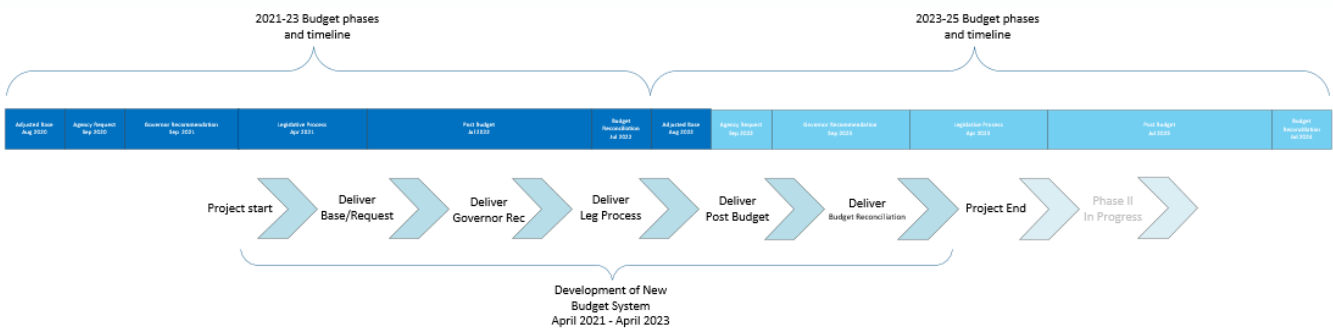 2021-23 Budget phases
and timeline
2023-25 Budget phases
and timeline
Adjusted Base
Aug 2020
Agency Request
Sep 2020
Governor Recommendation
Sep 2021
Legislative Process
Apr 2021
Post Budget
Jul 2022
Budget
Reconciliation
Jul 2022
Adjusted Base
Aug 2022
Agency Request
Sep 2022
Governor Recommendation
Sep 2023
Legislative Process
Apr 2023
Post Budget
Jul 2023
Budget
Reconciliation
Jul 2024
Project start
Deliver
Base/Request
Deliver
Governor Rec
Deliver
Leg Process
Deliver
Post Budget
Deliver
Budget Reconciliation
Project End
Phase II
In Progress
Development of New
Budget System
April 2021 - April 2023